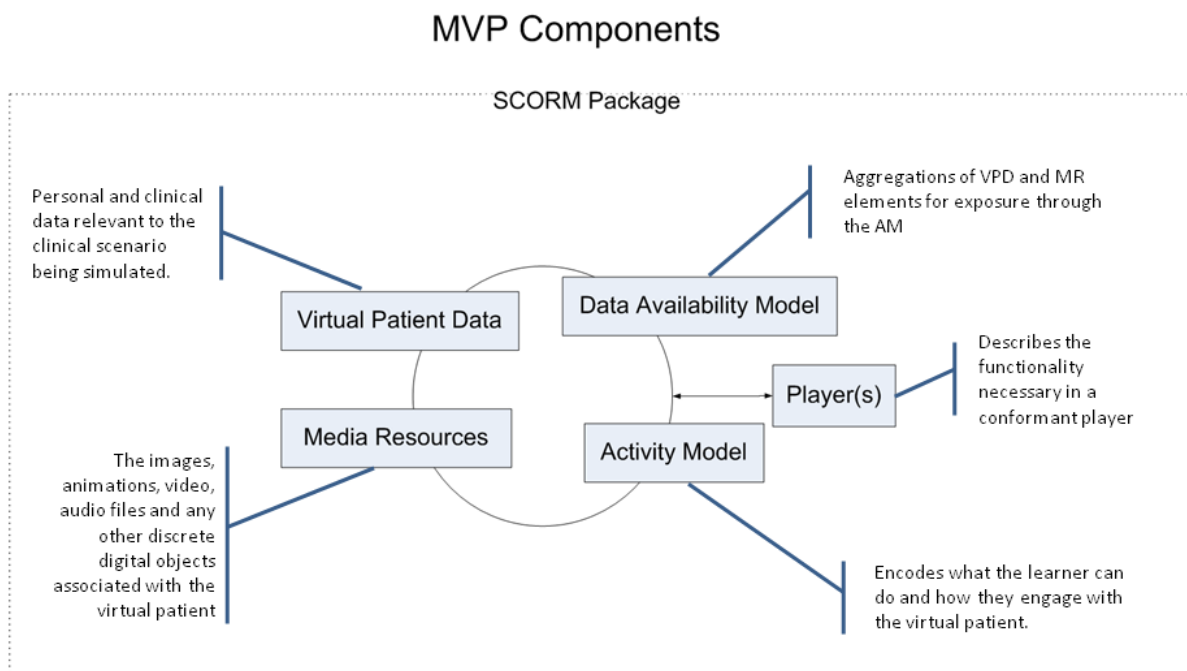 MVP Components
SCORM Package
Personal and clinical
data relevant to the
clinical scenario
being simulated.
Aggregations of VPD and MR
elements for exposure through
the AM
Virtual Patient Data
Data Availability Model
Describes the
functionality
necessary in a
conformant player
Player(s)
Media Resources
Activity Model
The images,
animations, video,
audio files and any
other discrete
digital objects
associated with the
virtual patient
Encodes what the learner can
do and how they engage with
the virtual patient.